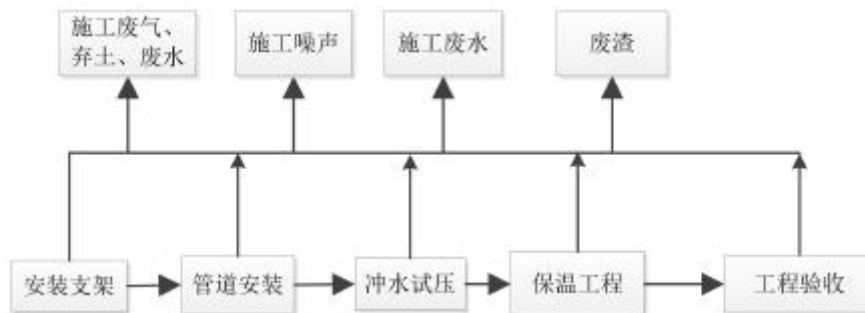 施工废气、
弃土、废水
施工噪声
施工废水
废渣
安装支架
管道安装
冲水试压
保温工程
工程验收